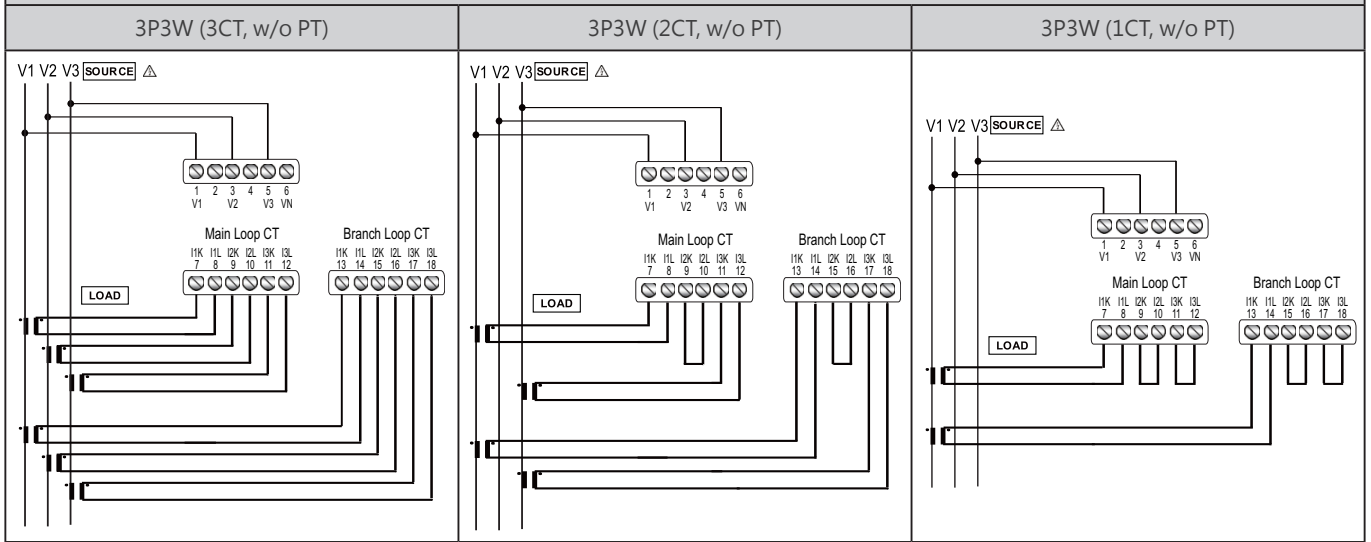 3P3W (3CT, w/o PT)
3P3W (2CT, w/o PT)
3P3W (1CT, w/o PT)
V1 V2 V3 SOURCE ⚠
1 2 3 4 5 6
V1 V2 V3 VN
Main Loop CT
Branch Loop CT
I1K I1L I2K I2L I3K I3L
7 8 9 10 11 12
I1K I1L I2K I2L I3K I3L
13 14 15 16 17 18
LOAD
V1 V2 V3 SOURCE ⚠
1 2 3 4 5 6
V1 V2 V3 VN
Main Loop CT
Branch Loop CT
I1K I1L I2K I2L I3K I3L
7 8 9 10 11 12
I1K I1L I2K I2L I3K I3L
13 14 15 16 17 18
LOAD
V1 V2 V3 SOURCE ⚠
1 2 3 4 5 6
V1 V2 V3 VN
Main Loop CT
Branch Loop CT
I1K I1L I2K I2L I3K I3L
7 8 9 10 11 12
I1K I1L I2K I2L I3K I3L
13 14 15 16 17 18
LOAD